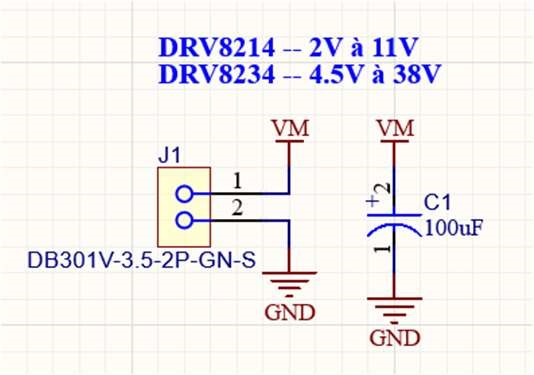 DRV8214 -- 2V à 11V
DRV8234 -- 4.5V à 38V
VM
VM
J1
1
2
DB301V-3.5-2P-GN-S
GND
+
2
C1
100uF
1
GND